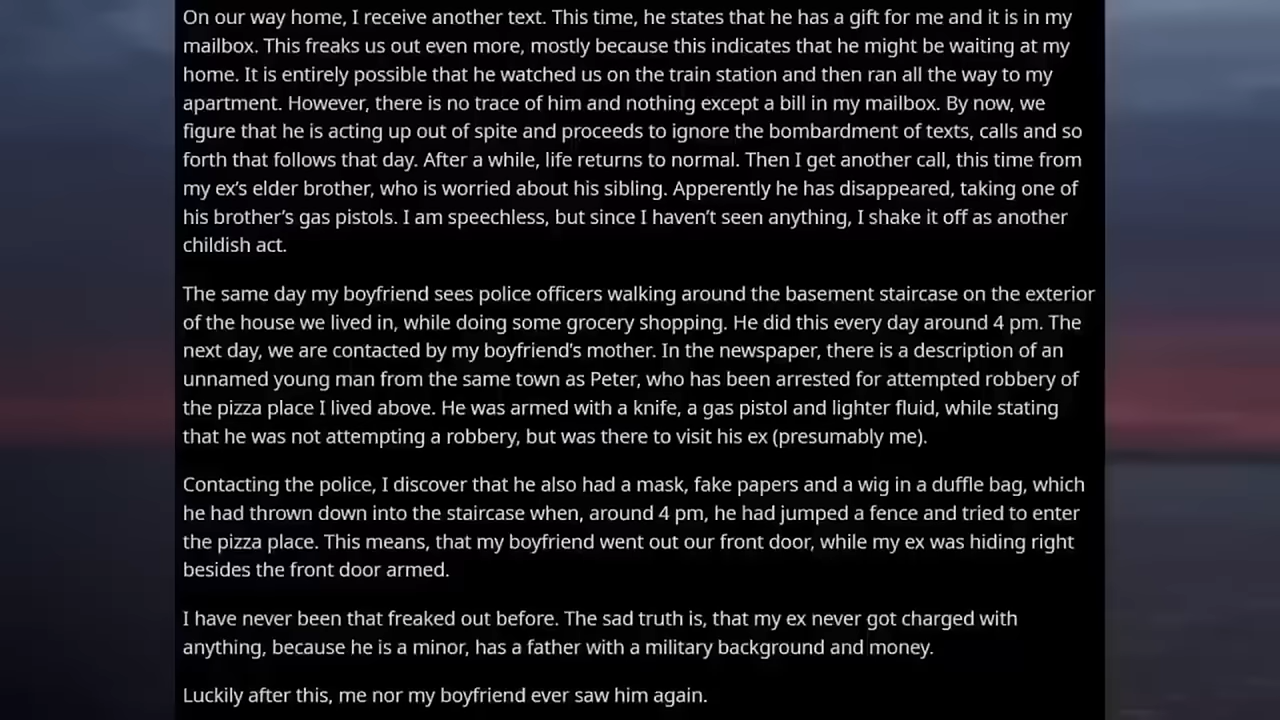 On our way home, I receive another text. This time, he states that he has a gift for me and it is in my
mailbox. This freaks us out even more, mostly because this indicates that he might be waiting at my
home. It is entirely possible that he watched us on the train station and then ran all the way to my
apartment. However, there is no trace of him and nothing except a bill in my mailbox. By now, we
figure that he is acting up out of spite and proceeds to ignore the bombardment of texts, calls and so
forth that follows that day. After a while, life returns to normal. Then I get another call, this time from
my ex’s elder brother, who is worried about his sibling. Apperently he has disappeared, taking one of
his brother’s gas pistols. I am speechless, but since I haven’t seen anything, I shake it off as another
childish act.
The same day my boyfriend sees police officers walking around the basement staircase on the exterior
of the house we lived in, while doing some grocery shopping. He did this every day around 4 pm. The
next day, we are contacted by my boyfriend’s mother. In the newspaper, there is a description of an
unnamed young man from the same town as Peter, who has been arrested for attempted robbery of
the pizza place I lived above. He was armed with a knife, a gas pistol and lighter fluid, while stating
that he was not attempting a robbery, but was there to visit his ex (presumably me).
Contacting the police, I discover that he also had a mask, fake papers and a wig in a duffle bag, which
he had thrown down into the staircase when, around 4 pm, he had jumped a fence and tried to enter
the pizza place. This means, that my boyfriend went out our front door, while my ex was hiding right
besides the front door armed.
I have never been that freaked out before. The sad truth is, that my ex never got charged with
anything, because he is a minor, has a father with a military background and money.
Luckily after this, me nor my boyfriend ever saw him again.